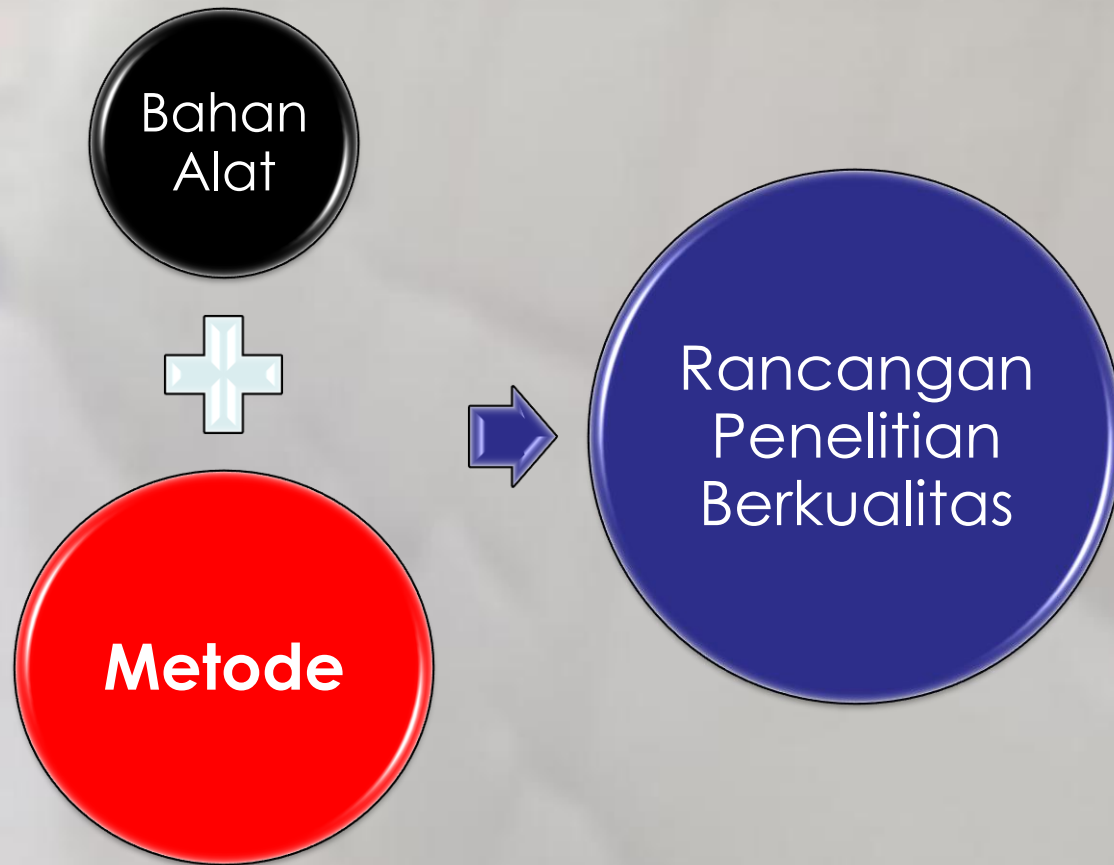 Bahan
Alat
Metode
Rancangan
Penelitian
Berkualitas